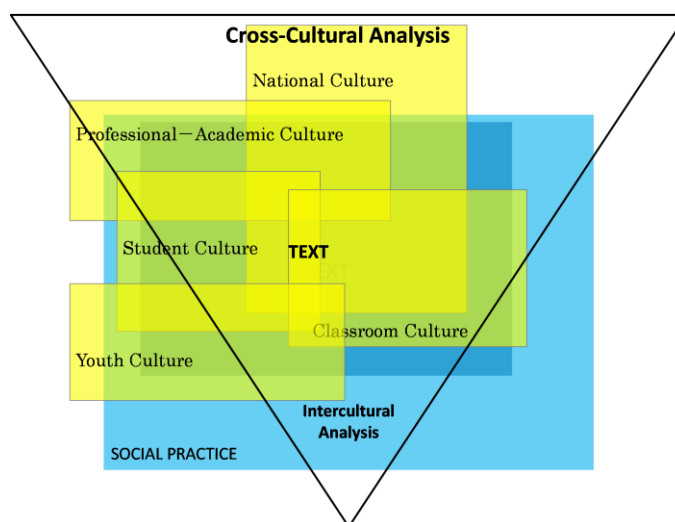 Cross-Cultural Analysis
National Culture
Professional－Academic Culture
Student Culture
TEXT
TEXT
Classroom Culture
Youth Culture
Intercultural
Analysis
SOCIAL PRACTICE